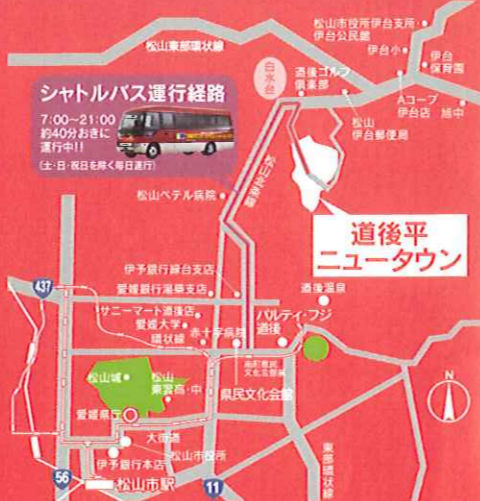 松山市役所伊台支所・
伊台公民館
松山東部環状線
伊台小
伊台
保育園
白水台
道後ゴルフ
倶楽部
Aコープ
伊台店
旭中
松山
伊台郵便局
シャトルバス運行経路
7:00〜21:00
約40分おきに
運行中!!
(土・日・祝日を除く毎日運行)
松山ベテル病院
道後平
ニュータウン
伊予銀行緑台支店
愛媛銀行湯築支店
道後温泉
437
サニーマート道後店
愛媛大学
環状線
赤十字病院
パルティ・フジ
道後
松山城
松山
東雲高・中
県民文化会館
愛媛県庁
大街道
松山市役所
伊予銀行本店
松山市駅
56
11
東部環状線
N